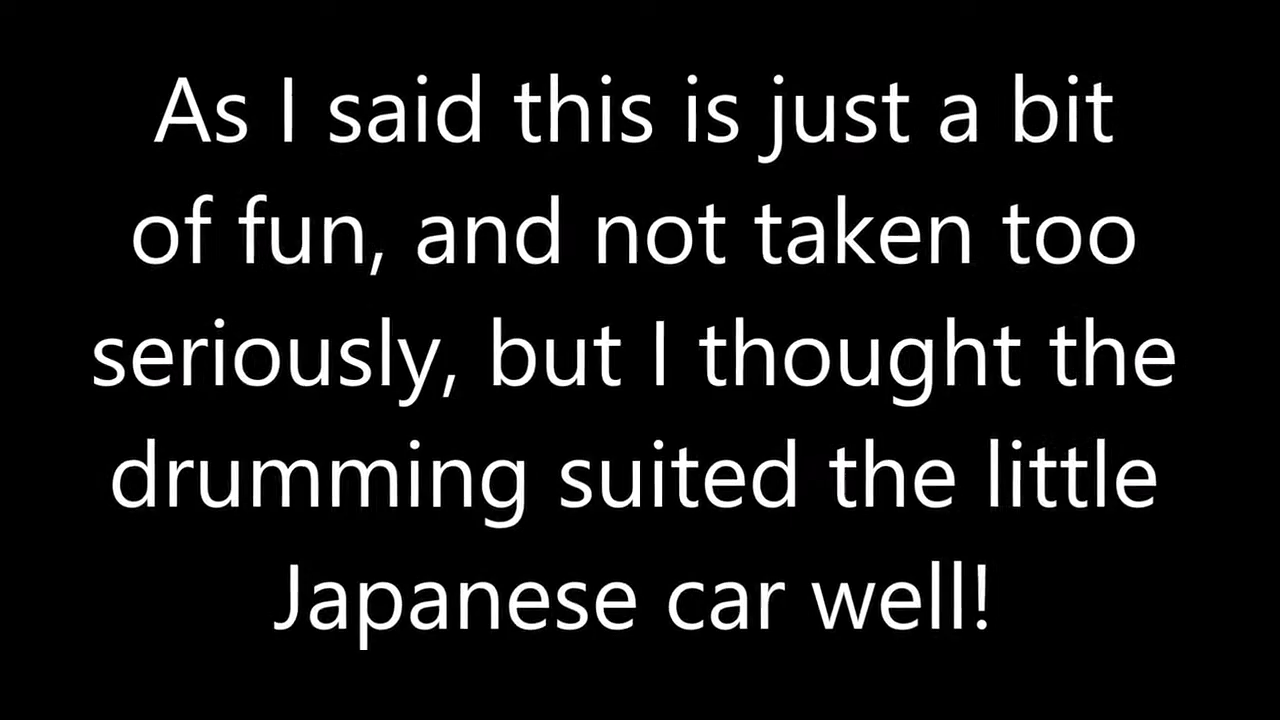 As I said this is just a bit
of fun, and not taken too
seriously, but I thought the
drumming suited the little
Japanese car well!